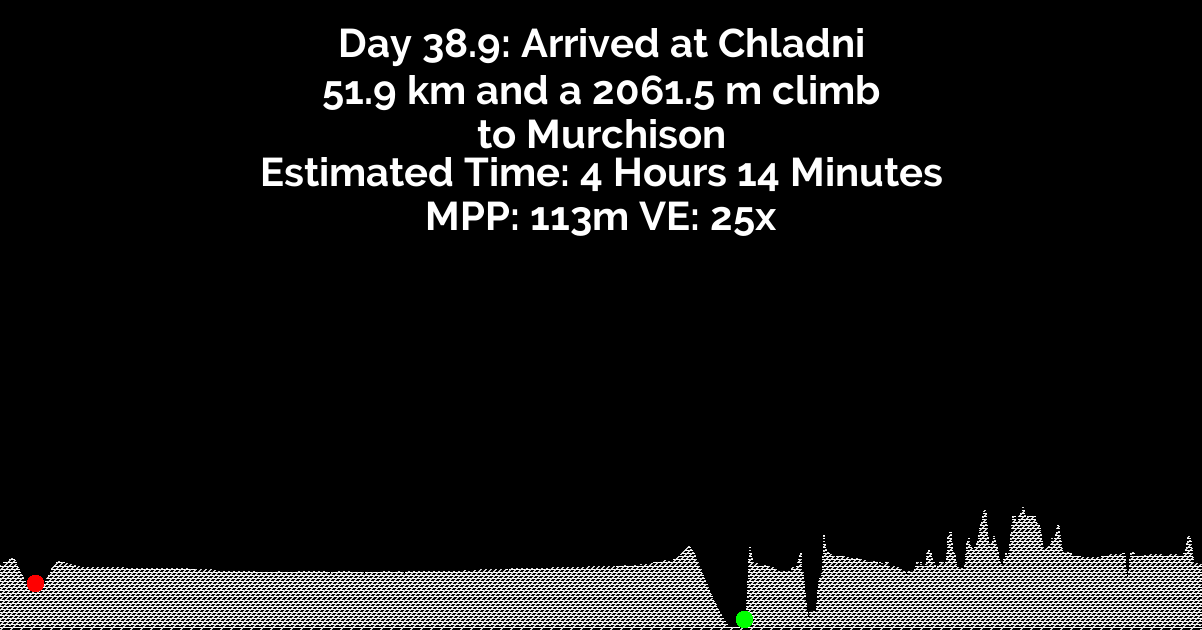 Day 38.9: Arrived at Chladni
51.9 km and a 2061.5 m climb
to Murchison
Estimated Time: 4 Hours 14 Minutes
MPP: 113m VE: 25x